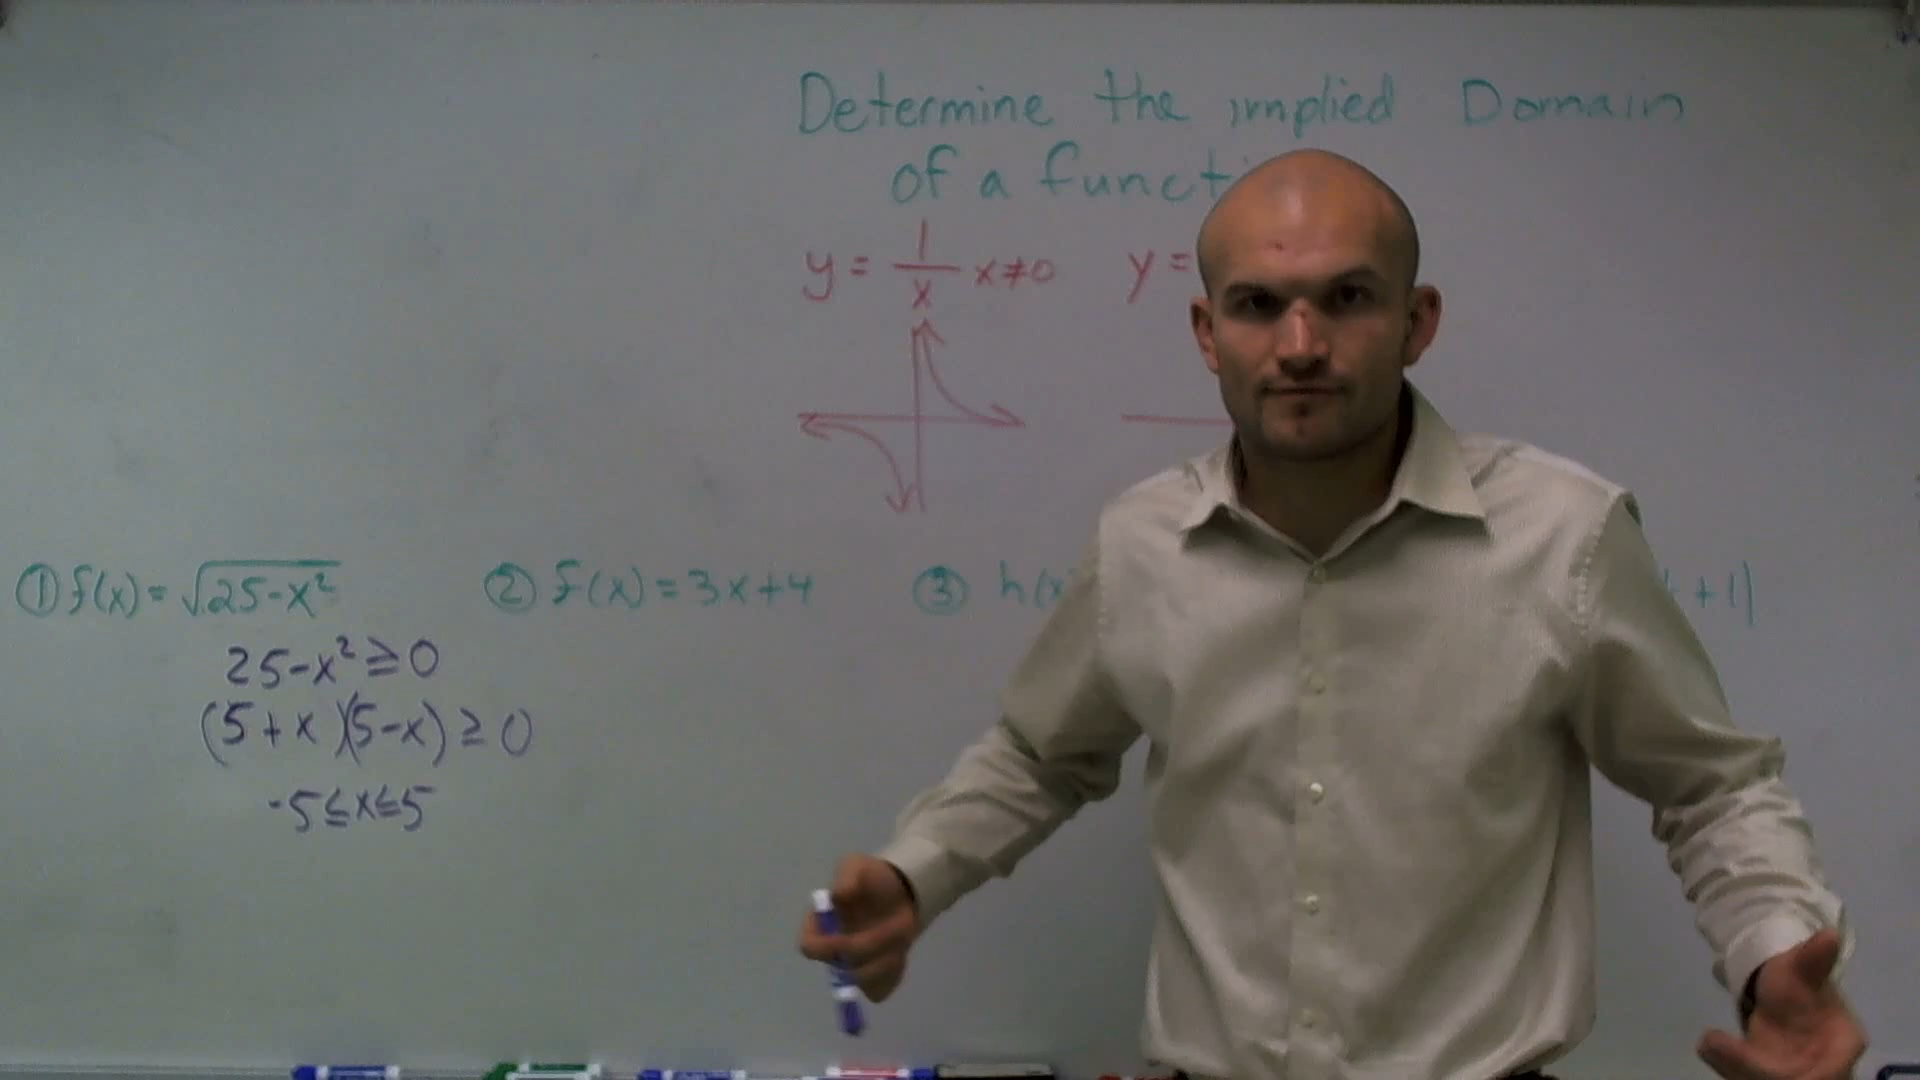 Determine the implied Domain
of a
y = 1/x x≠0 y =
① f(x) = √25-x² ② f(x) = 3x+4 ③ +1|
25-x² ≥ 0
(5+x)(5-x) ≥ 0
-5≤x≤5